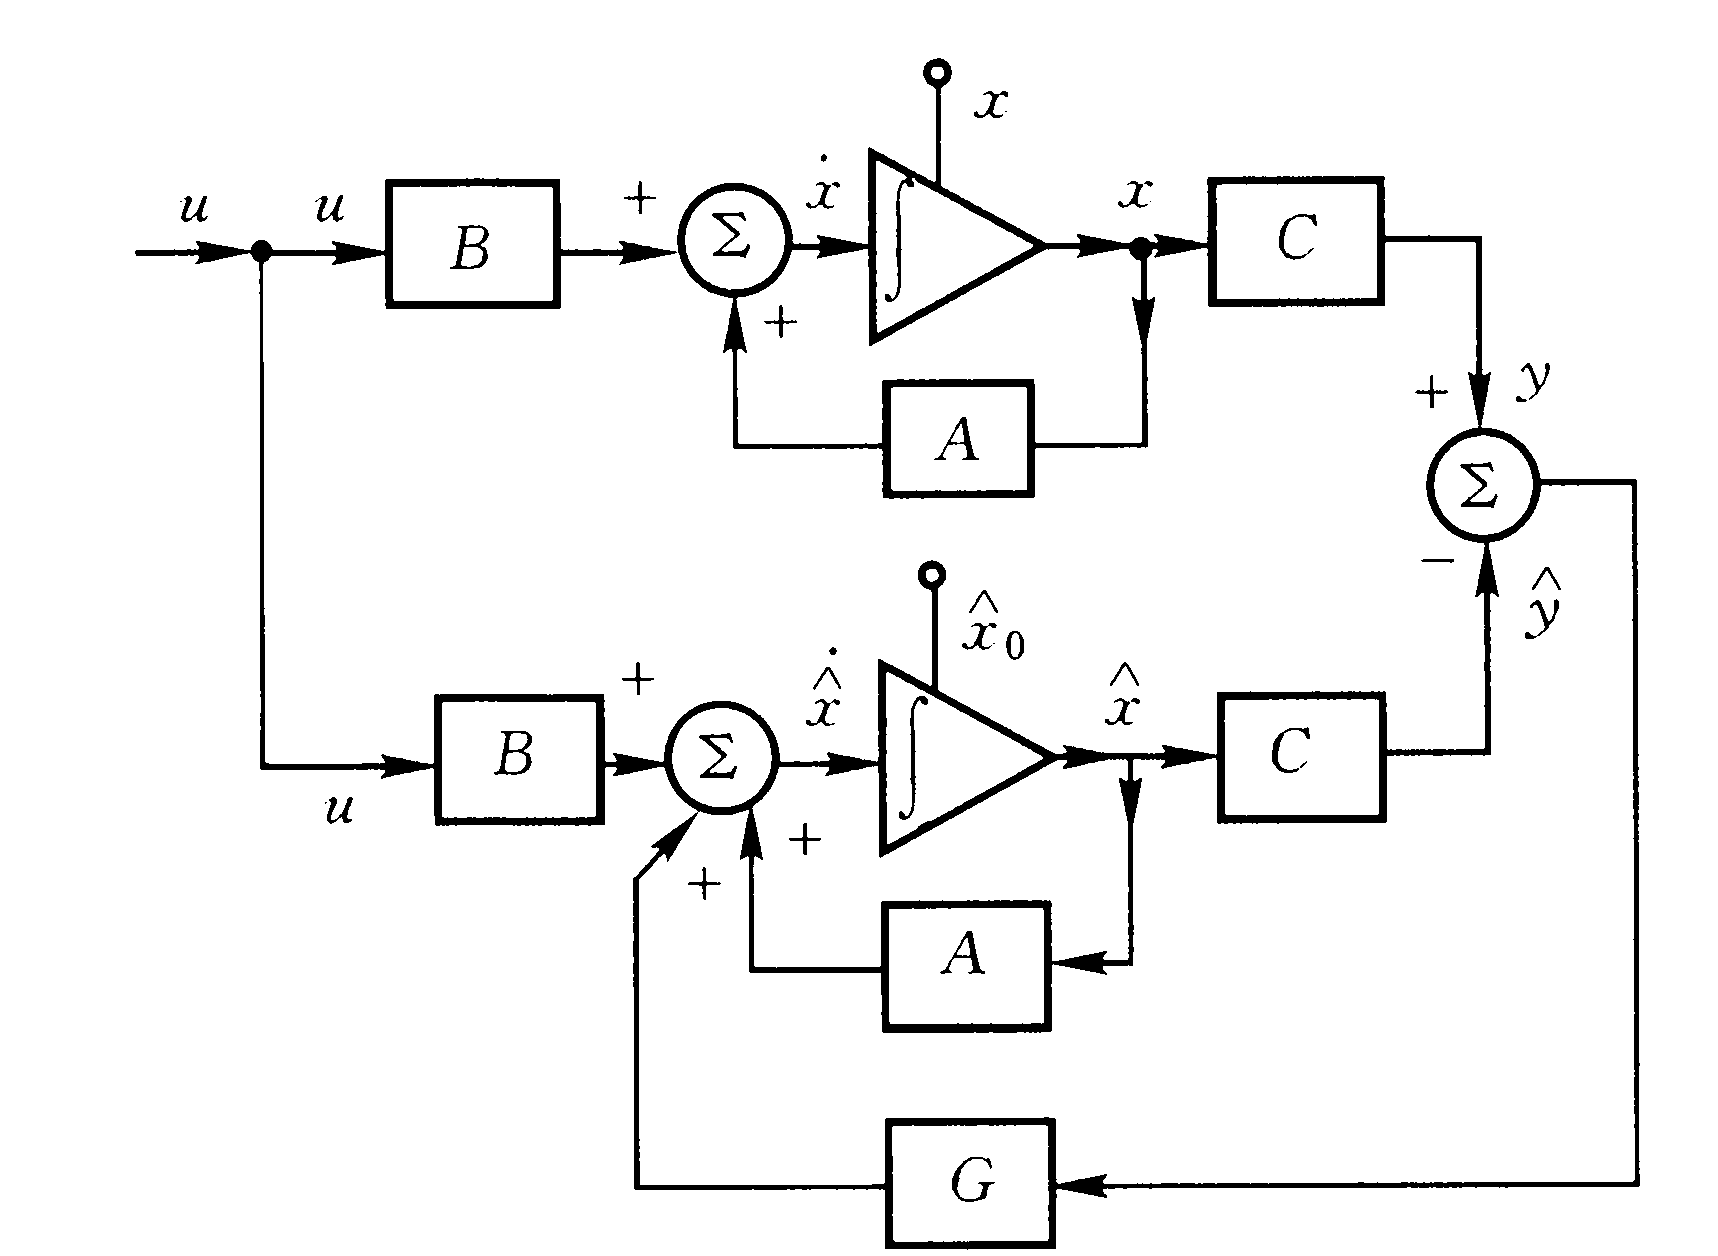 x
u u B + Σ ẋ ∫ x C
+
A
+ y
Σ
− ŷ
x̂₀
+ x̂̇ ∫ x̂
u B Σ C
+ +
A
G